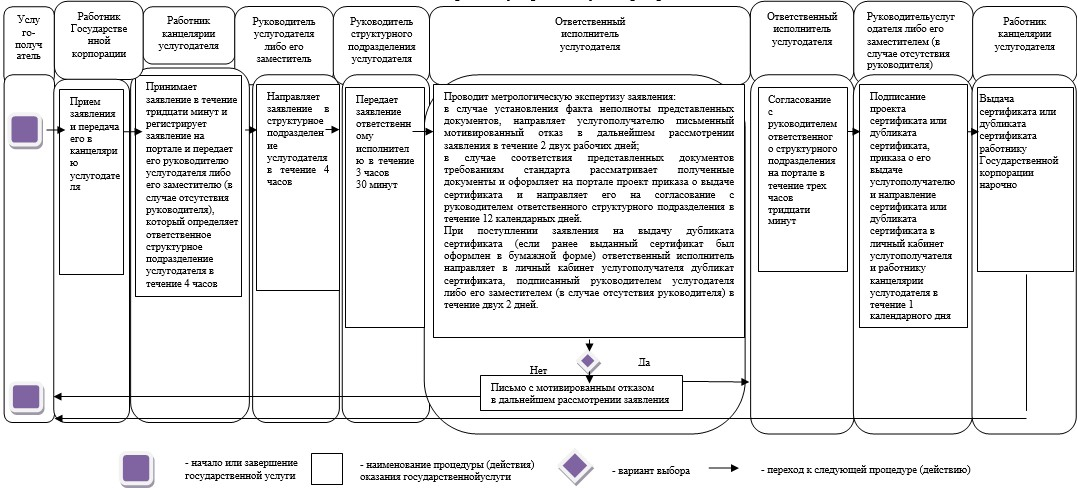 Услу
го-
получ
атель
Работник
Государстве
нной
корпорации
Работник
канцелярии
услугодателя
Руководитель
услугодателя
либо его
заместитель
Руководитель
структурного
подразделения
услугодателя
Ответственный
исполнитель
услугодателя
Ответственный
исполнитель
услугодателя
Руководительуслуг
одателя либо его
заместителем (в
случае отсутствия
руководителя)
Работник
канцелярии
услугодателя
Прием
заявления
и передача
его в
канцеляри
ю
услугодате
ля
Принимает
заявление в течение
тридцати минут и
регистрирует
заявление на
портале и передает
его руководителю
услугодателя либо
его заместителю (в
случае отсутствия
руководителя),
который определяет
ответственное
структурное
подразделение
услугодателя в
течение 4 часов
Направляет
заявление в
структурное
подразделен
ие
услугодателя
в течение 4
часов
Передает
заявление
ответственн
ому
исполнител
ю в течение
3 часов
30 минут
Проводит метрологическую экспертизу заявления:
в случае установления факта неполноты представленных
документов, направляет услугополучателю письменный
мотивированный отказ в дальнейшем рассмотрении
заявления в течение 2 двух рабочих дней;
в случае соответствия представленных документов
требованиям стандарта рассматривает полученные
документы и оформляет на портале проект приказа о выдаче
сертификата и направляет его на согласование с
руководителем ответственного структурного подразделения в
течение 12 календарных дней.
При поступлении заявления на выдачу дубликата
сертификата (если ранее выданный сертификат был
оформлен в бумажной форме) ответственный исполнитель
направляет в личный кабинет услугополучателя дубликат
сертификата, подписанный руководителем услугодателя
либо его заместителем (в случае отсутствия руководителя) в
течение двух 2 дней.
Согласование
с
руководителем
ответственног
о структурного
подразделения
на портале в
течение трех
часов
тридцати
минут
Подписание
проекта
сертификата или
дубликата
сертификата,
приказа о его
выдаче
услугополучателю
и направление
сертификата или
дубликата
сертификата в
личный кабинет
услугополучателя
и работнику
канцелярии
услугодателя в
течение 1
календарного дня
Выдача
сертификата или
дубликата
сертификата
работнику
Государственной
корпорации
нарочно
Нет
Да
Письмо с мотивированным отказом
в дальнейшем рассмотрении заявления
- начало или завершение
государственной услуги
- наименование процедуры (действия)
оказания государственнойуслуги
- вариант выбора
- переход к следующей процедуре (действию)